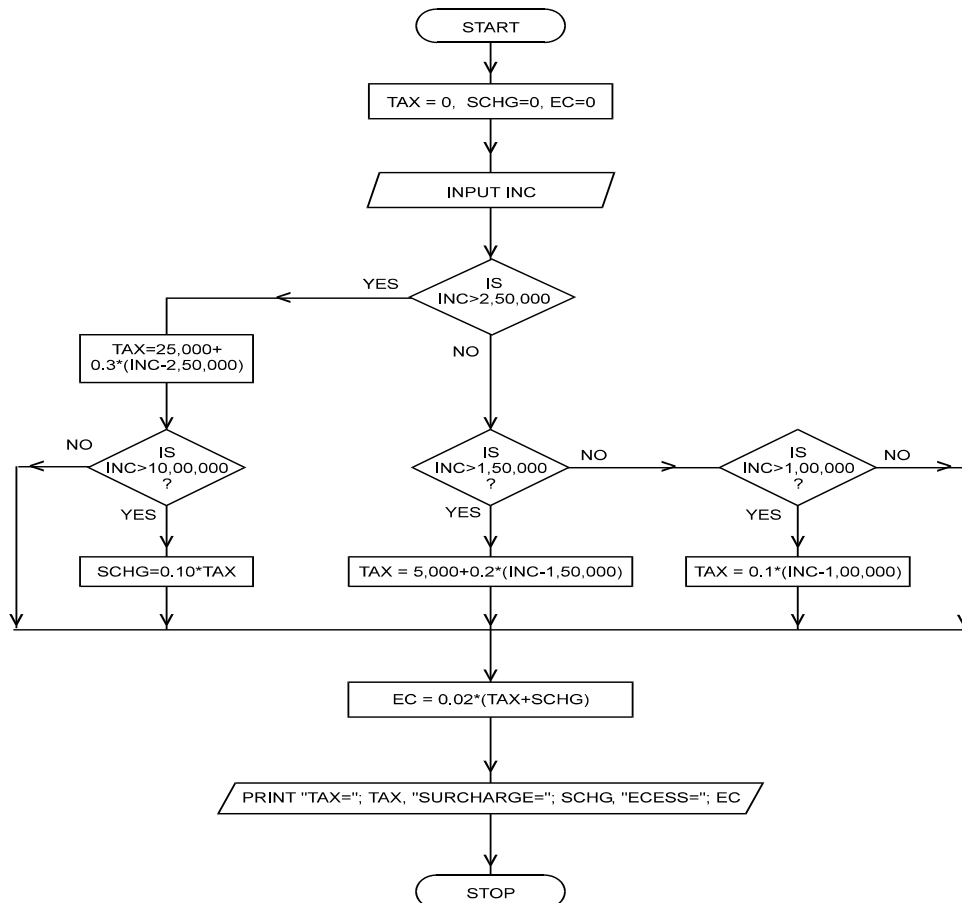 START
TAX = 0, SCHG=0, EC=0
INPUT INC
IS
INC>2,50,000
YES
NO
TAX=25,000+
0.3*(INC-2,50,000)
IS
INC>10,00,000
?
NO
YES
IS
INC>1,50,000
?
NO
YES
IS
INC>1,00,000
?
NO
YES
SCHG=0.10*TAX
TAX = 5,000+0.2*(INC-1,50,000)
TAX = 0.1*(INC-1,00,000)
EC = 0.02*(TAX+SCHG)
PRINT "TAX="; TAX, "SURCHARGE="; SCHG, "ECESS="; EC
STOP